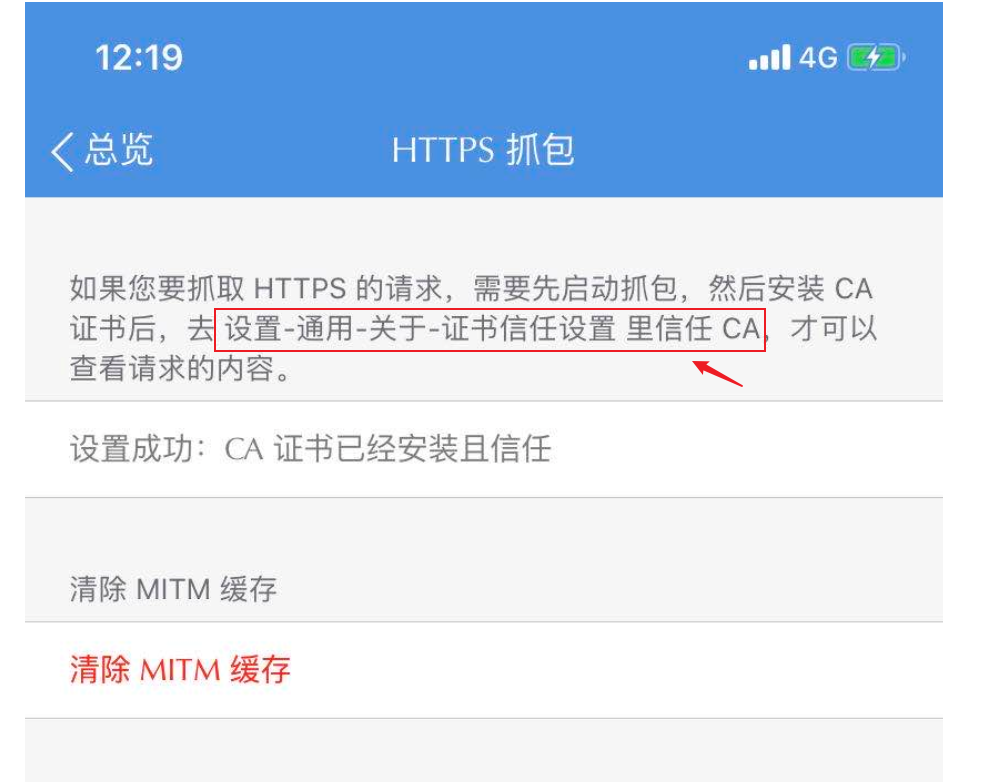 12:19 4G
总览 HTTPS 抓包
如果您要抓取 HTTPS 的请求，需要先启动抓包，然后安装 CA
证书后，去 设置-通用-关于-证书信任设置 里信任 CA，才可以
查看请求的内容。
设置成功：CA 证书已经安装且信任
清除 MITM 缓存
清除 MITM 缓存